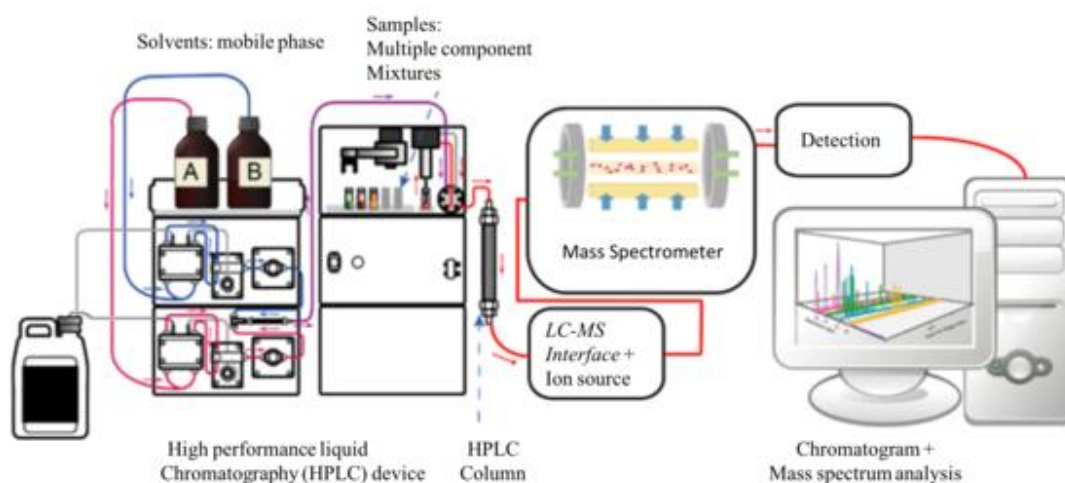 Solvents: mobile phase
Samples:
Multiple component
Mixtures
A
B
Mass Spectrometer
Detection
LC-MS
Interface +
Ion source
High performance liquid
Chromatography (HPLC) device
HPLC
Column
Chromatogram +
Mass spectrum analysis